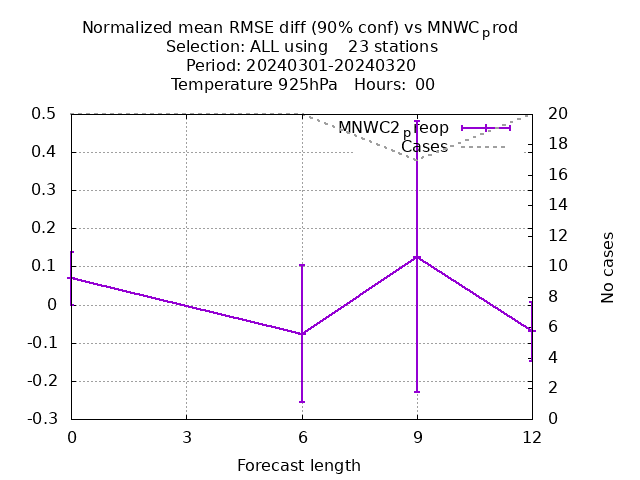 Normalized mean RMSE diff (90% conf) vs MNWCprod
Selection: ALL using    23 stations
Period: 20240301-20240320
Temperature 925hPa   Hours:  00
0.5
0.4
0.3
0.2
0.1
0
-0.1
-0.2
-0.3
MNWC2preop
Cases
20
18
16
14
12
10
8
6
4
2
0
No cases
0 3 6 9 12
Forecast length